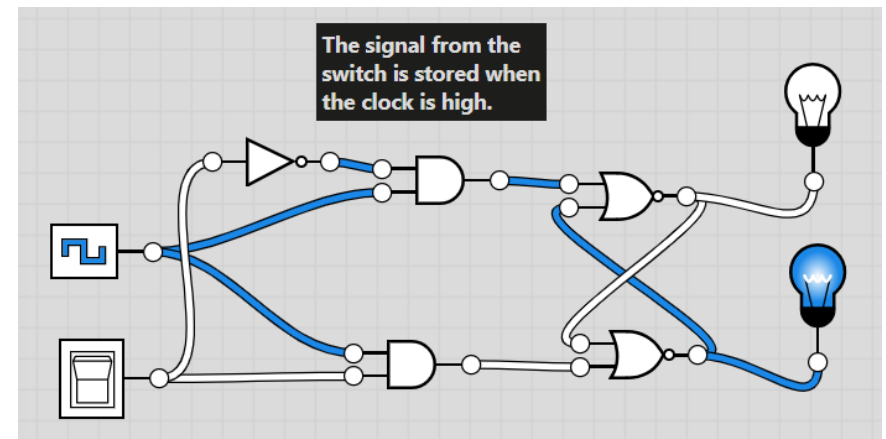 The signal from the
switch is stored when
the clock is high.